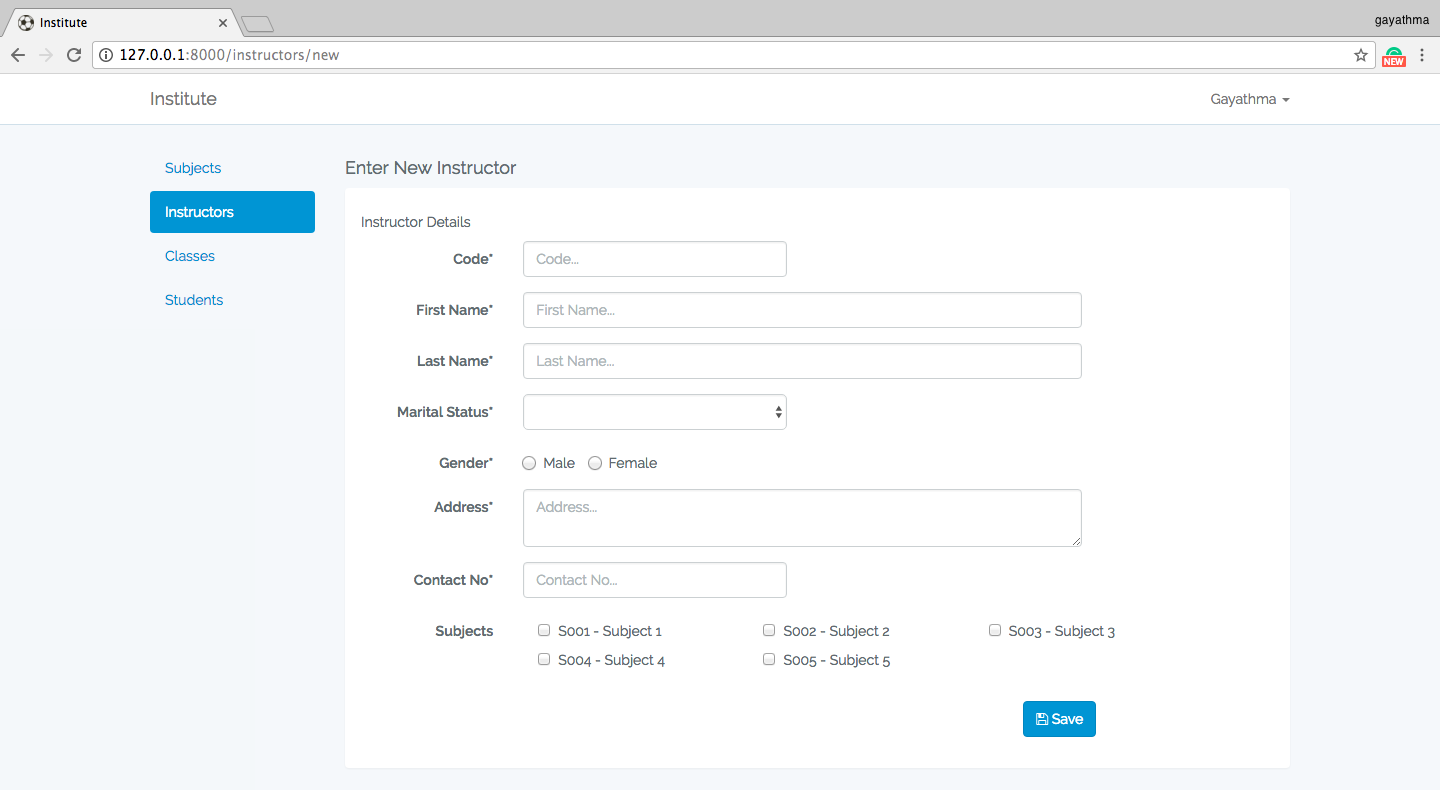 Institute
gayathma
127.0.0.1:8000/instructors/new
NEW
Institute
Gayathma
Subjects
Instructors
Classes
Students
Enter New Instructor
Instructor Details
Code* Code...
First Name* First Name...
Last Name* Last Name...
Marital Status*
Gender* Male Female
Address* Address...
Contact No* Contact No...
Subjects S001 - Subject 1 S002 - Subject 2 S003 - Subject 3
S004 - Subject 4 S005 - Subject 5
Save